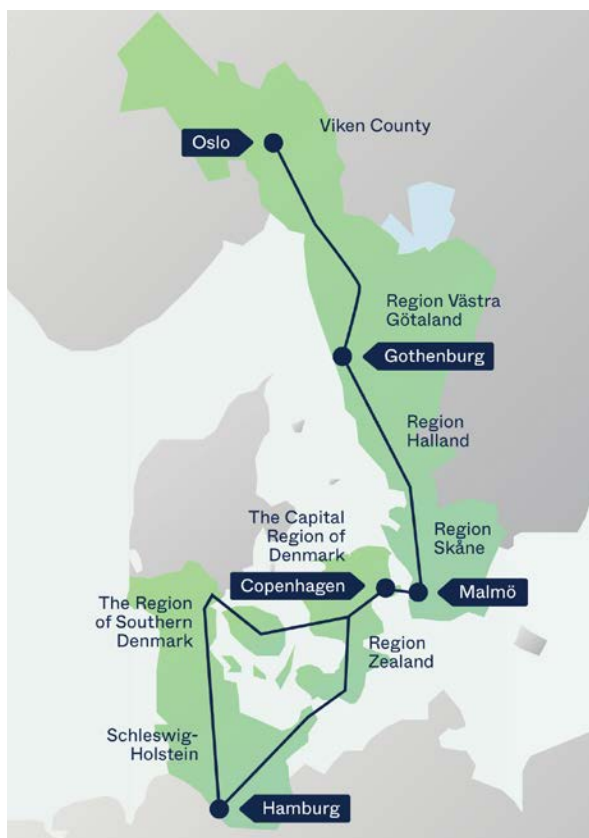 Viken County
Oslo
Region Västra
Götaland
Gothenburg
Region
Halland
The Capital
Region of
Denmark
Region
Skåne
Copenhagen
Malmö
The Region
of Southern
Denmark
Region
Zealand
Schleswig-
Holstein
Hamburg